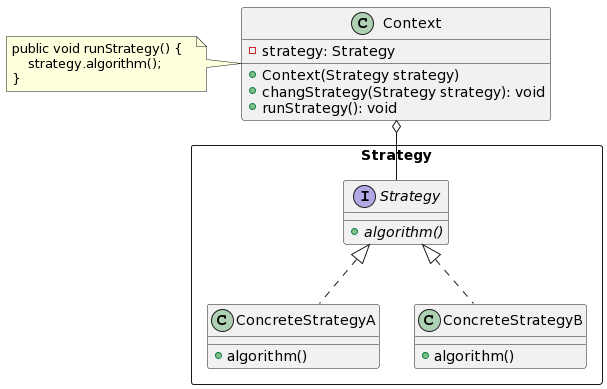 public void runStrategy() {
strategy.algorithm();
}
C Context
strategy: Strategy
Context(Strategy strategy)
changStrategy(Strategy strategy): void
runStrategy(): void
Strategy
I Strategy
algorithm()
C ConcreteStrategyA
algorithm()
C ConcreteStrategyB
algorithm()